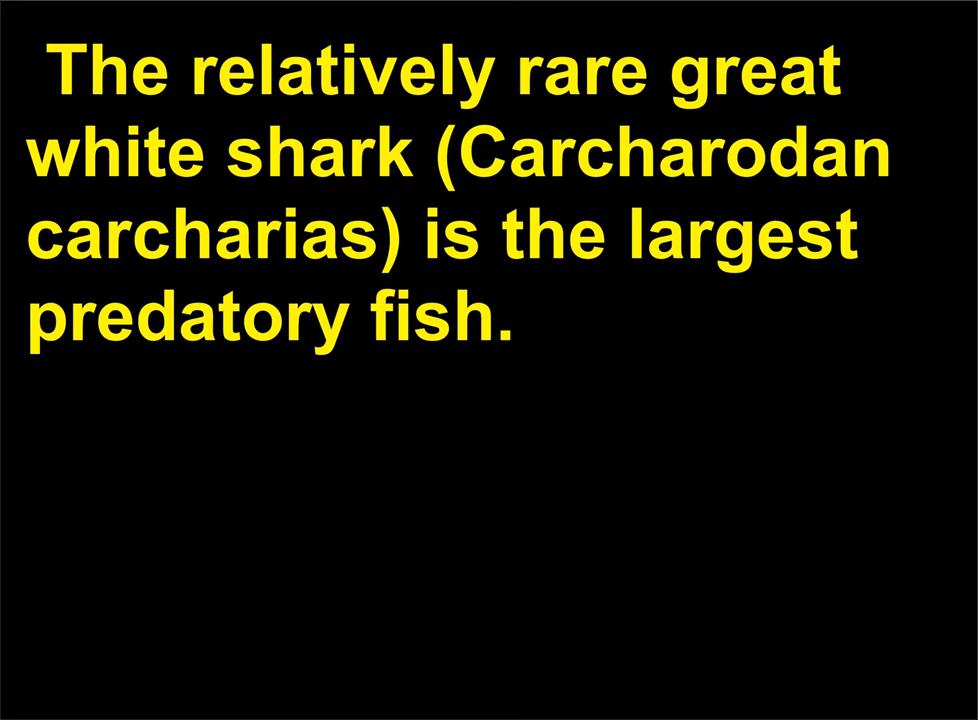 The relatively rare great
white shark (Carcharodan
carcharias) is the largest
predatory fish.